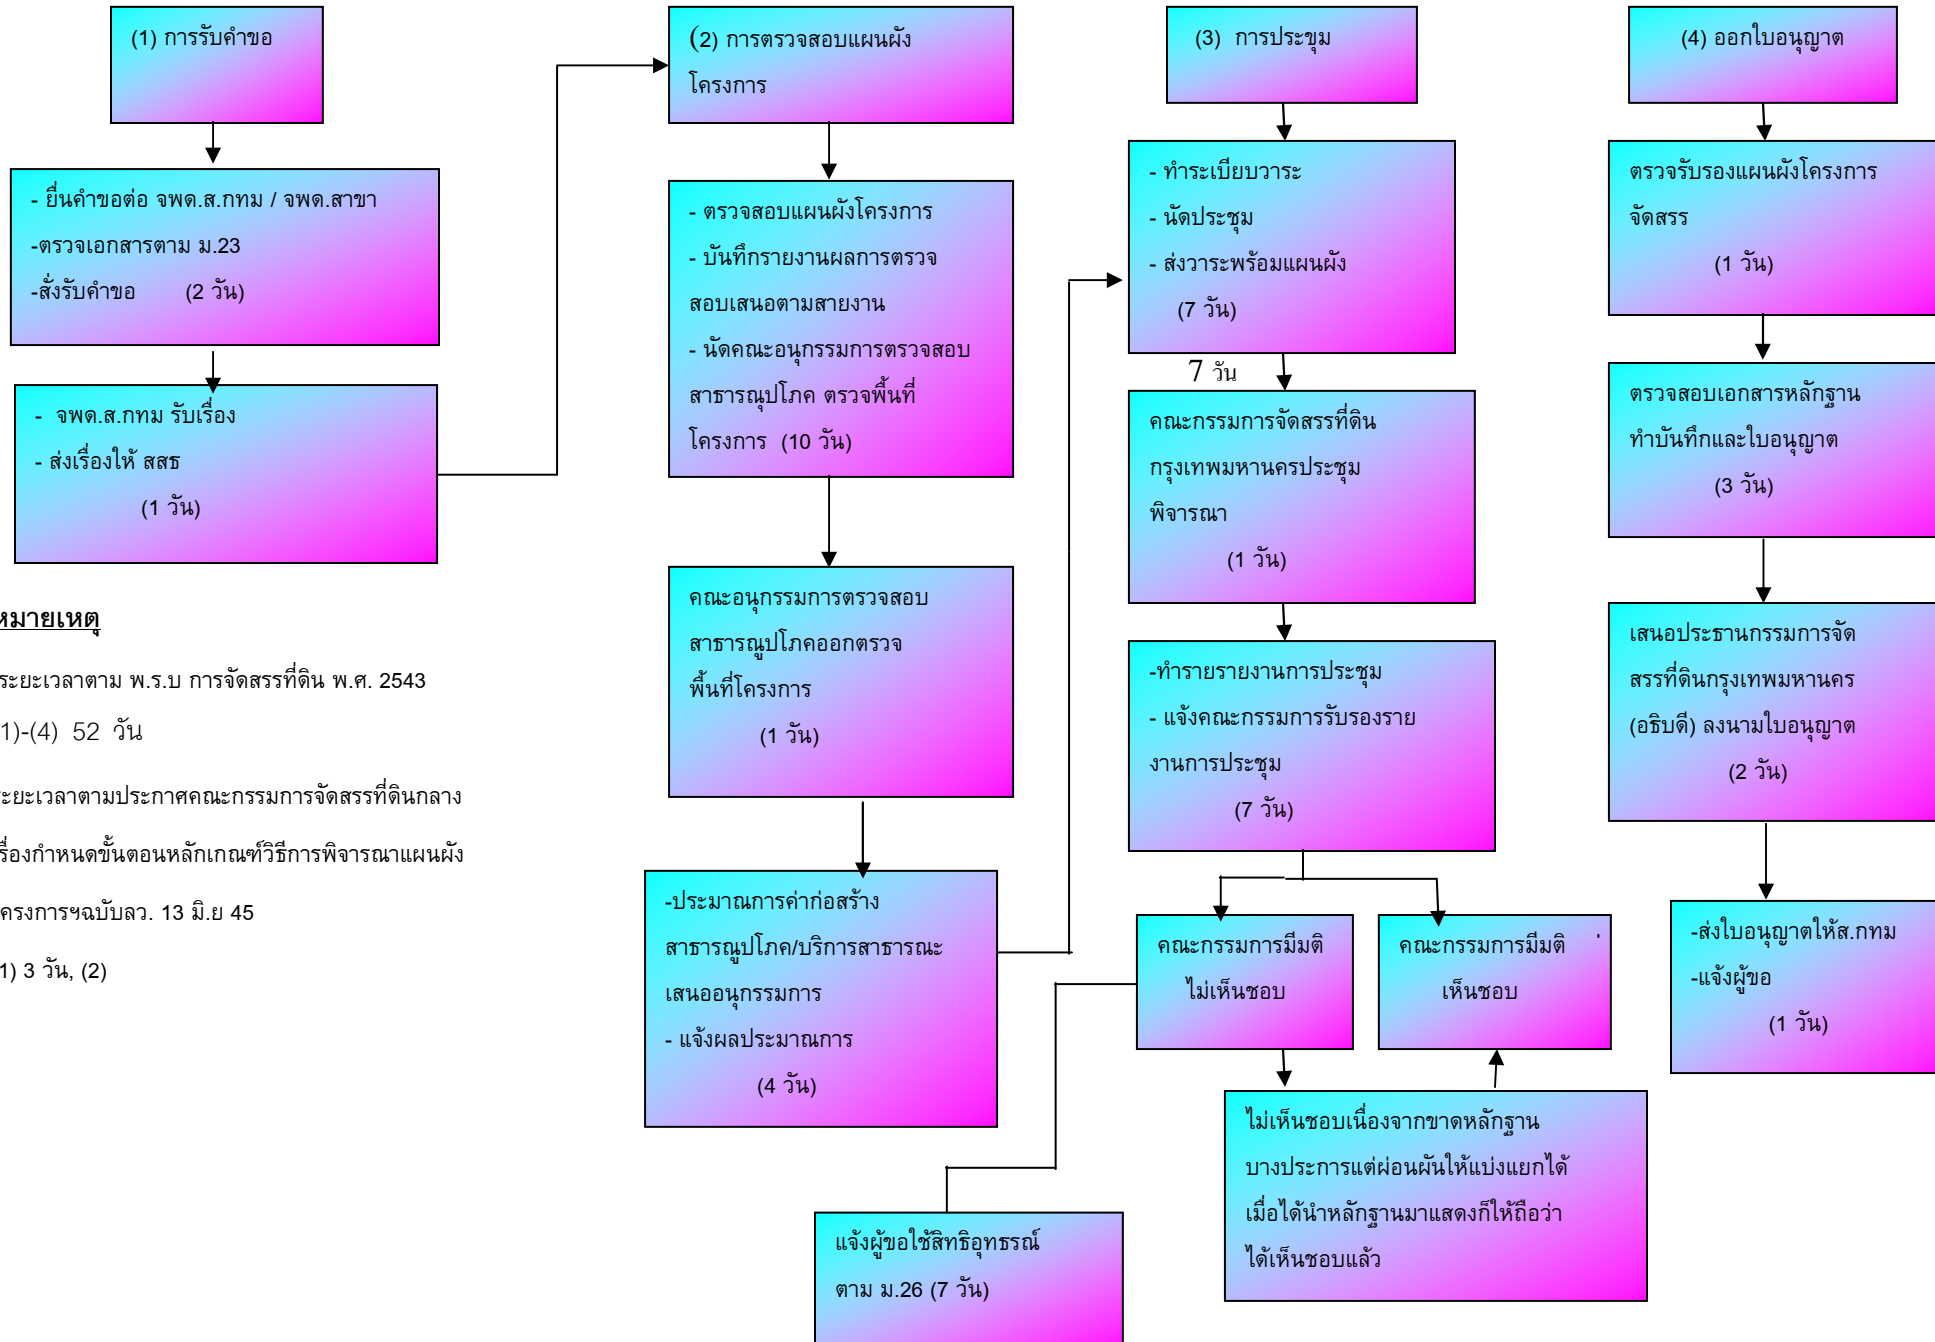 (1) การรับคำขอ
- ยื่นคำขอต่อ จพด.ส.กทม / จพด.สาขา
-ตรวจเอกสารตาม ม.23
-สั่งรับคำขอ (2 วัน)
- จพด.ส.กทม รับเรื่อง
- ส่งเรื่องให้ สสธ
(1 วัน)
หมายเหตุ
ระยะเวลาตาม พ.ร.บ การจัดสรรที่ดิน พ.ศ. 2543
1)-(4) 52 วัน
ระยะเวลาตามประกาศคณะกรรมการจัดสรรที่ดินกลาง
รื่องกำหนดขั้นตอนหลักเกณฑ์วิธีการพิจารณาแผนผัง
ครงการฯฉบับลว. 13 มิ.ย 45
1) 3 วัน, (2)
(2) การตรวจสอบแผนผัง
โครงการ
- ตรวจสอบแผนผังโครงการ
- บันทึกรายงานผลการตรวจ
สอบเสนอตามสายงาน
- นัดคณะอนุกรรมการตรวจสอบ
สาธารณุปโภค ตรวจพื้นที่
โครงการ (10 วัน)
คณะอนุกรรมการตรวจสอบ
สาธารณูปโภคออกตรวจ
พื้นที่โครงการ
(1 วัน)
-ประมาณการค่าก่อสร้าง
สาธารณูปโภค/บริการสาธารณะ
เสนออนุกรรมการ
- แจ้งผลประมาณการ
(4 วัน)
(3) การประขุม
- ทำระเบียบวาระ
- นัดประชุม
- ส่งวาระพร้อมแผนผัง
(7 วัน)
7 วัน
คณะกรรมการจัดสรรที่ดิน
กรุงเทพมหานครประชุม
พิจารณา
(1 วัน)
-ทำรายรายงานการประชุม
- แจ้งคณะกรรมการรับรองราย
งานการประชุม
(7 วัน)
คณะกรรมการมีมติ
ไม่เห็นชอบ
คณะกรรมการมีมติ
เห็นชอบ
ไม่เห็นชอบเนื่องจากขาดหลักฐาน
บางประการแต่ผ่อนผันให้แบ่งแยกได้
เมื่อได้นำหลักฐานมาแสดงก็ให้ถือว่า
ได้เห็นชอบแล้ว
แจ้งผู้ขอใช้สิทธิอุทธรณ์
ตาม ม.26 (7 วัน)
(4) ออกใบอนุญาต
ตรวจรับรองแผนผังโครงการ
จัดสรร
(1 วัน)
ตรวจสอบเอกสารหลักฐาน
ทำบันทึกและใบอนุญาต
(3 วัน)
เสนอประธานกรรมการจัด
สรรที่ดินกรุงเทพมหานคร
(อธิบดี) ลงนามใบอนุญาต
(2 วัน)
-ส่งใบอนุญาตให้ส.กทม
-แจ้งผู้ขอ
(1 วัน)